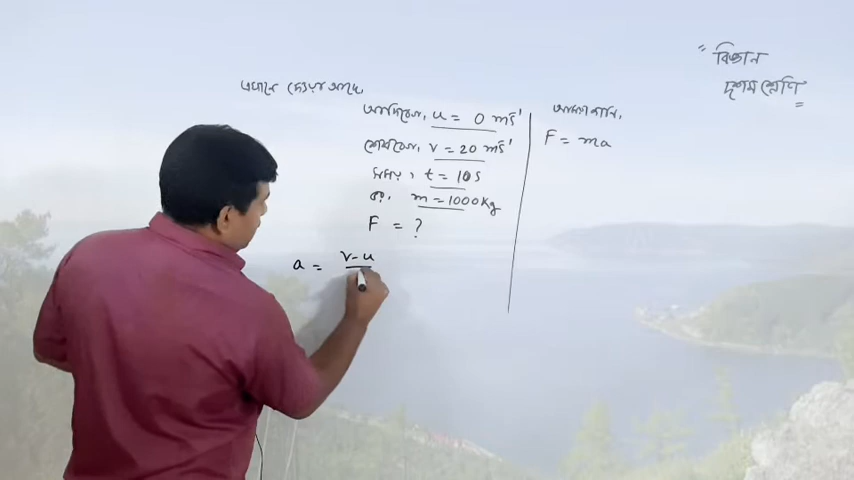 "বিজ্ঞান
দশম শ্রেণি"
এখানে দেওয়া আছে,
আদিবেগ, u = 0 ms⁻¹
শেষবেগ, v = 20 ms⁻¹
সময়, t = 10s
ভর, m = 1000kg
F = ?
a = v-u
আমরা জানি,
F = ma